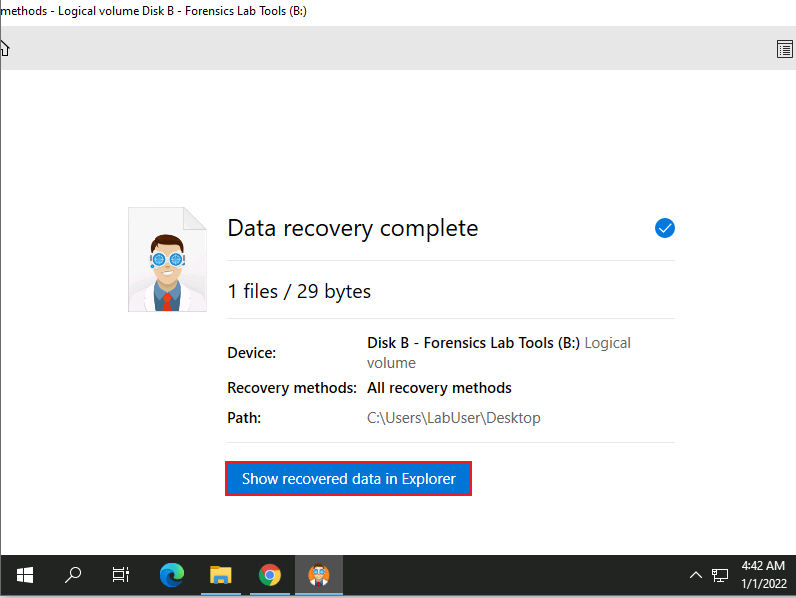 methods - Logical volume Disk B - Forensics Lab Tools (B:)
Data recovery complete
1 files / 29 bytes
Device: Disk B - Forensics Lab Tools (B:) Logical
volume
Recovery methods: All recovery methods
Path: C:\Users\LabUser\Desktop
Show recovered data in Explorer
4:42 AM
1/1/2022